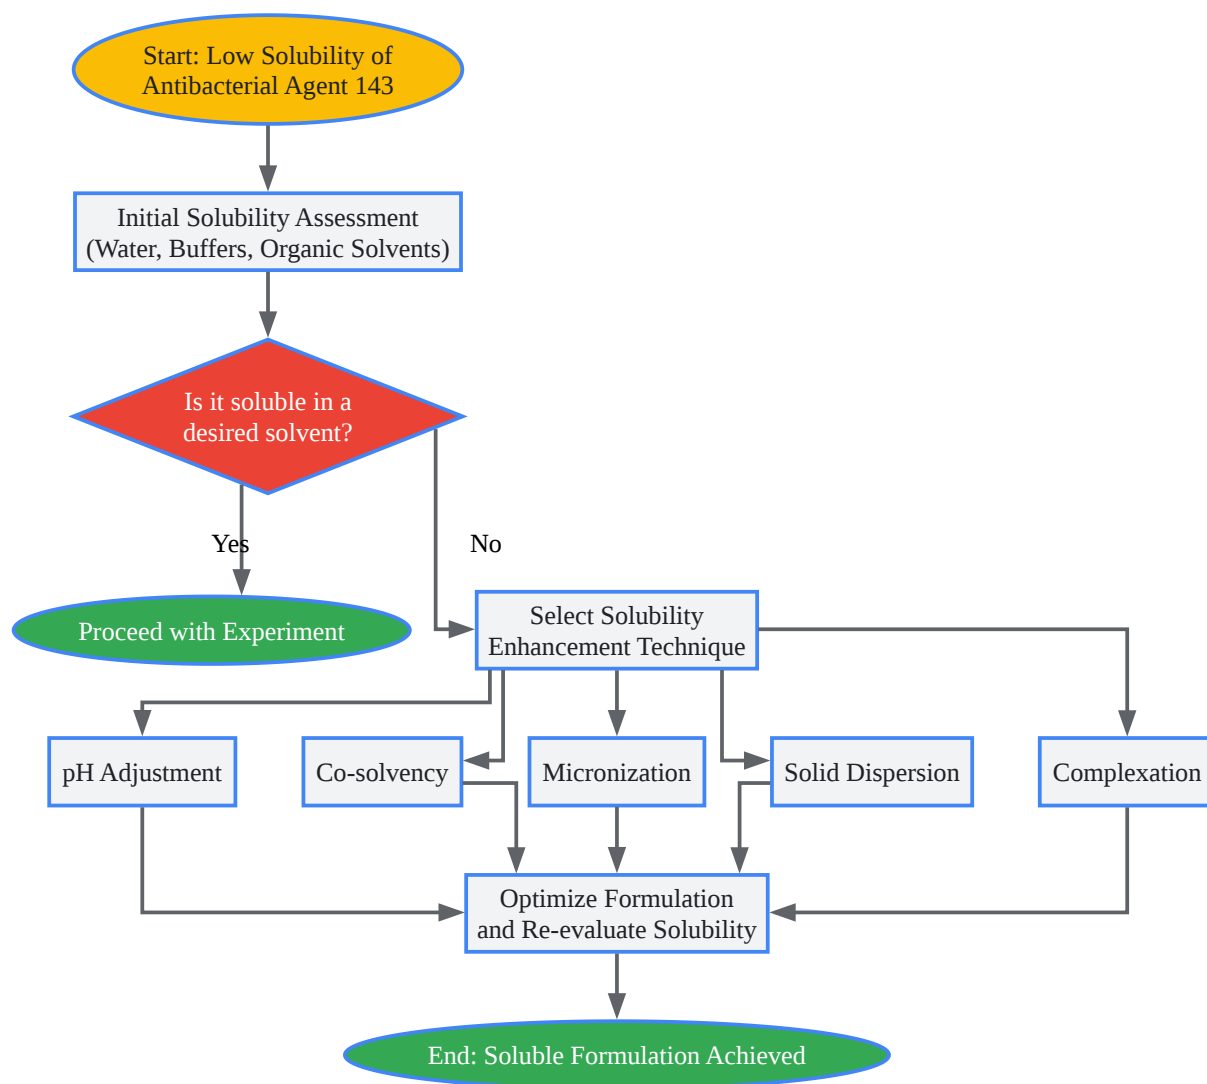 Start: Low Solubility of
Antibacterial Agent 143
Initial Solubility Assessment
(Water, Buffers, Organic Solvents)
Is it soluble in a
desired solvent?
Yes
No
Proceed with Experiment
Select Solubility
Enhancement Technique
pH Adjustment
Co-solvency
Micronization
Solid Dispersion
Complexation
Optimize Formulation
and Re-evaluate Solubility
End: Soluble Formulation Achieved